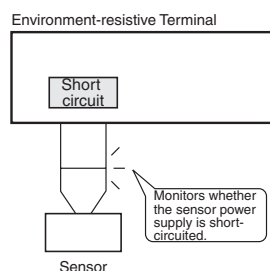 Environment-resistive Terminal
Short
circuit
Monitors whether
the sensor power
supply is short-
circuited.
Sensor